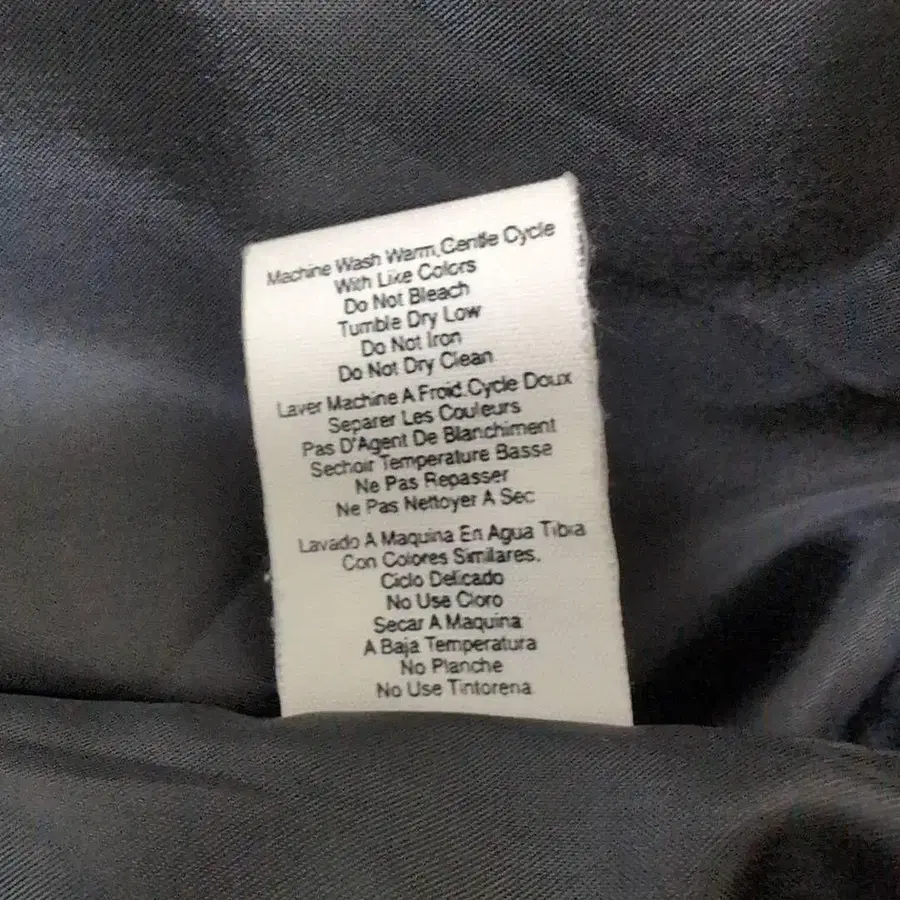 Machine Wash Warm, Gentle Cycle
With Like Colors
Do Not Bleach
Tumble Dry Low
Do Not Iron
Do Not Dry Clean
Laver Machine A Froid. Cycle Doux
Separer Les Couleurs
Pas D'Agent De Blanchiment
Sechoir Temperature Basse
Ne Pas Repasser
Ne Pas Nettoyer A Sec
Lavado A Maquina En Agua Tibia
Con Colores Similares.
Ciclo Delicado
No Use Cloro
Secar A Maquina
A Baja Temperatura
No Planche
No Use Tintoreria